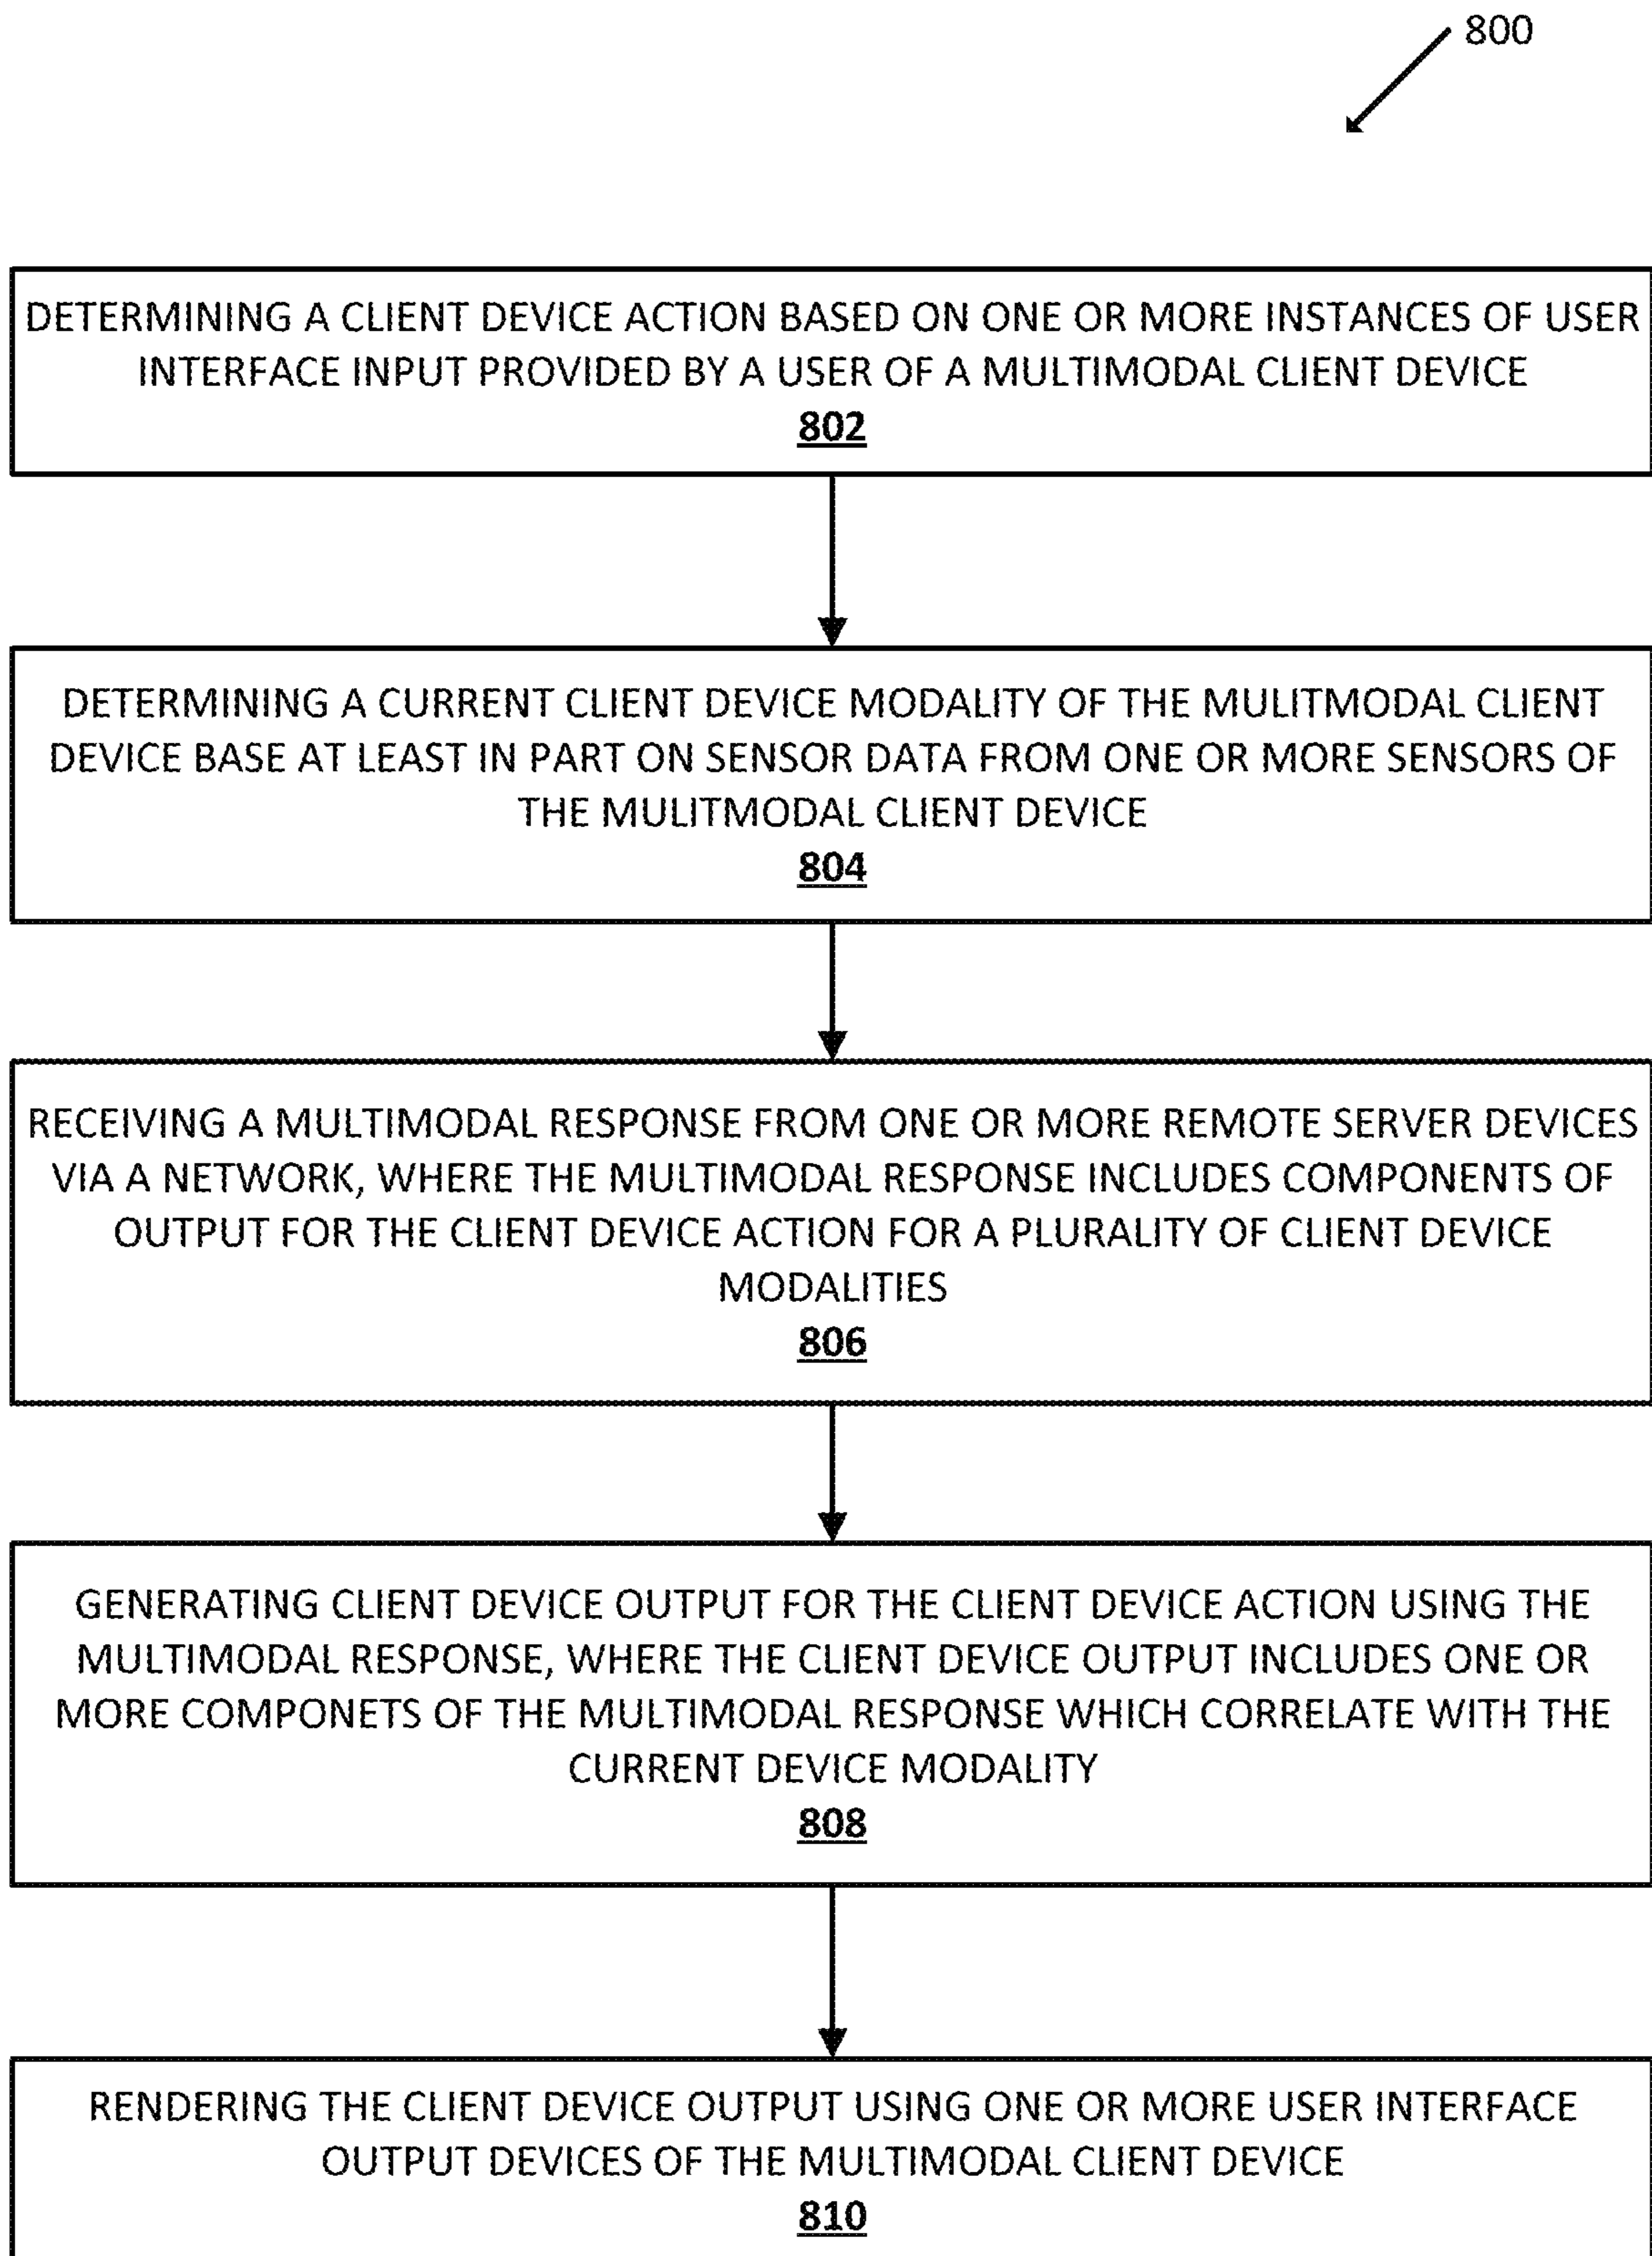 800
DETERMINING A CLIENT DEVICE ACTION BASED ON ONE OR MORE INSTANCES OF USER
INTERFACE INPUT PROVIDED BY A USER OF A MULTIMODAL CLIENT DEVICE
802
DETERMINING A CURRENT CLIENT DEVICE MODALITY OF THE MULITMODAL CLIENT
DEVICE BASE AT LEAST IN PART ON SENSOR DATA FROM ONE OR MORE SENSORS OF
THE MULITMODAL CLIENT DEVICE
804
RECEIVING A MULTIMODAL RESPONSE FROM ONE OR MORE REMOTE SERVER DEVICES
VIA A NETWORK, WHERE THE MULTIMODAL RESPONSE INCLUDES COMPONENTS OF
OUTPUT FOR THE CLIENT DEVICE ACTION FOR A PLURALITY OF CLIENT DEVICE
MODALITIES
806
GENERATING CLIENT DEVICE OUTPUT FOR THE CLIENT DEVICE ACTION USING THE
MULTIMODAL RESPONSE, WHERE THE CLIENT DEVICE OUTPUT INCLUDES ONE OR
MORE COMPONETS OF THE MULTIMODAL RESPONSE WHICH CORRELATE WITH THE
CURRENT DEVICE MODALITY
808
RENDERING THE CLIENT DEVICE OUTPUT USING ONE OR MORE USER INTERFACE
OUTPUT DEVICES OF THE MULTIMODAL CLIENT DEVICE
810